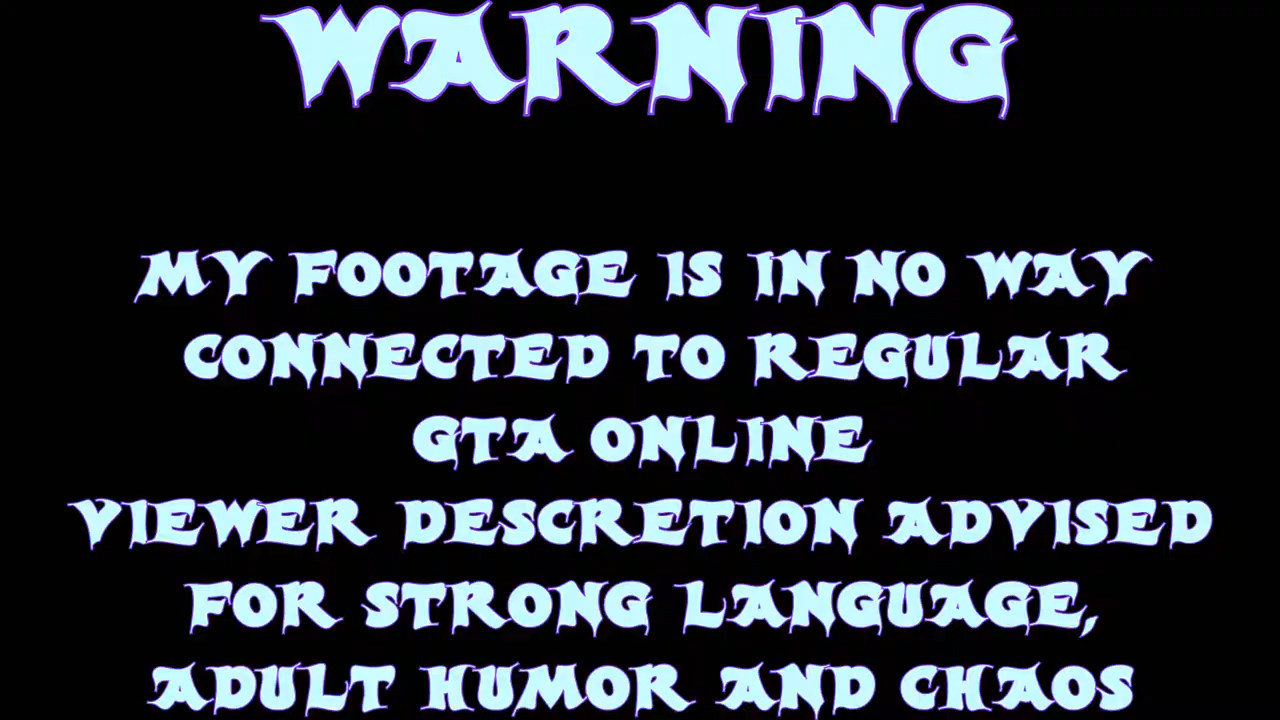 WARNING
MY FOOTAGE IS IN NO WAY
CONNECTED TO REGULAR
GTA ONLINE
VIEWER DESCRETION ADVISED
FOR STRONG LANGUAGE,
ADULT HUMOR AND CHAOS